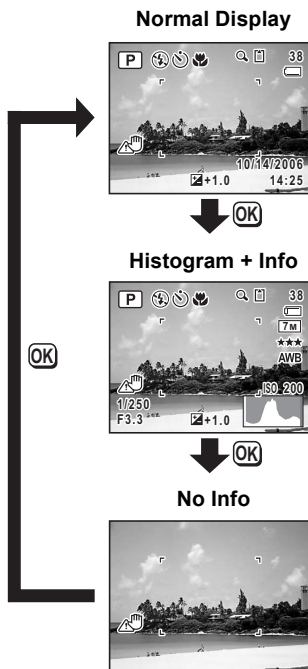 Normal Display
P 38
10/14/2006
+1.0 14:25
OK
Histogram + Info
P 38
7M
★★★
AWB
ISO 200
1/250
F3.3 +1.0
OK
OK
No Info